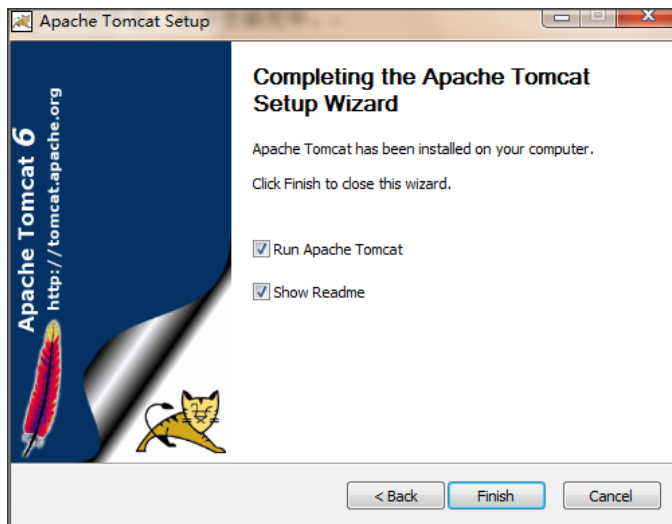 Apache Tomcat Setup
Apache Tomcat 6
http://tomcat.apache.org
Completing the Apache Tomcat
Setup Wizard
Apache Tomcat has been installed on your computer.
Click Finish to close this wizard.
Run Apache Tomcat
Show Readme
< Back
Finish
Cancel